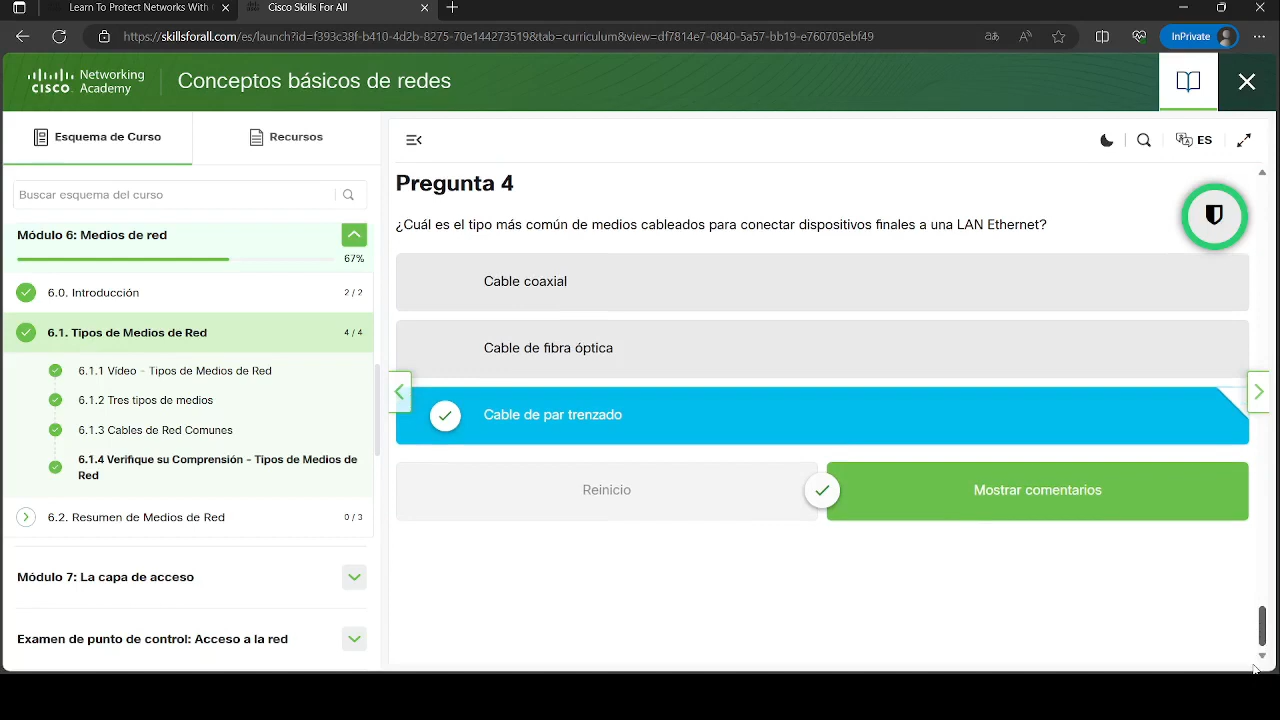 Learn To Protect Networks With
Cisco Skills For All
https://skillsforall.com/es/launch?id=f393c38f-b410-4d2b-8275-70e144273519&tab=curriculum&view=df7814e7-0840-5a57-bb19-e760705ebf49
InPrivate
CISCO
Networking
Academy
Conceptos básicos de redes
Esquema de Curso
Recursos
Buscar esquema del curso
Módulo 6: Medios de red
67%
6.0. Introducción
2 / 2
6.1. Tipos de Medios de Red
4 / 4
6.1.1 Video - Tipos de Medios de Red
6.1.2 Tres tipos de medios
6.1.3 Cables de Red Comunes
6.1.4 Verifique su Comprensión - Tipos de Medios de
Red
6.2. Resumen de Medios de Red
0 / 3
Módulo 7: La capa de acceso
Examen de punto de control: Acceso a la red
ES
Pregunta 4
¿Cuál es el tipo más común de medios cableados para conectar dispositivos finales a una LAN Ethernet?
Cable coaxial
Cable de fibra óptica
Cable de par trenzado
Reinicio
Mostrar comentarios